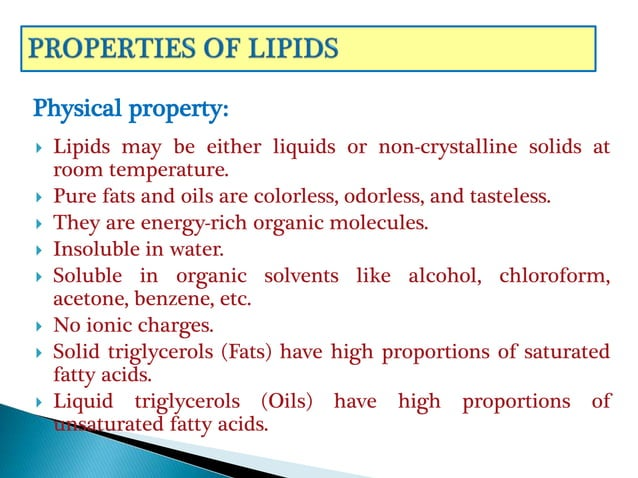 PROPERTIES OF LIPIDS
Physical property:
Lipids may be either liquids or non-crystalline solids at
room temperature.
Pure fats and oils are colorless, odorless, and tasteless.
They are energy-rich organic molecules.
Insoluble in water.
Soluble in organic solvents like alcohol, chloroform,
acetone, benzene, etc.
No ionic charges.
Solid triglycerols (Fats) have high proportions of saturated
fatty acids.
Liquid triglycerols (Oils) have high proportions of
unsaturated fatty acids.